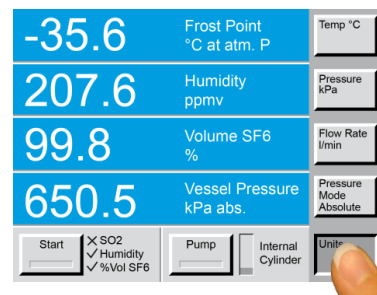 -35.6
Frost Point
°C at atm. P
Temp °C
207.6
Humidity
ppmv
Pressure
kPa
99.8
Volume SF6
%
Flow Rate
l/min
650.5
Vessel Pressure
kPa abs.
Pressure
Mode
Absolute
Start
SO2
Humidity
%Vol SF6
Pump
Internal
Cylinder
Units